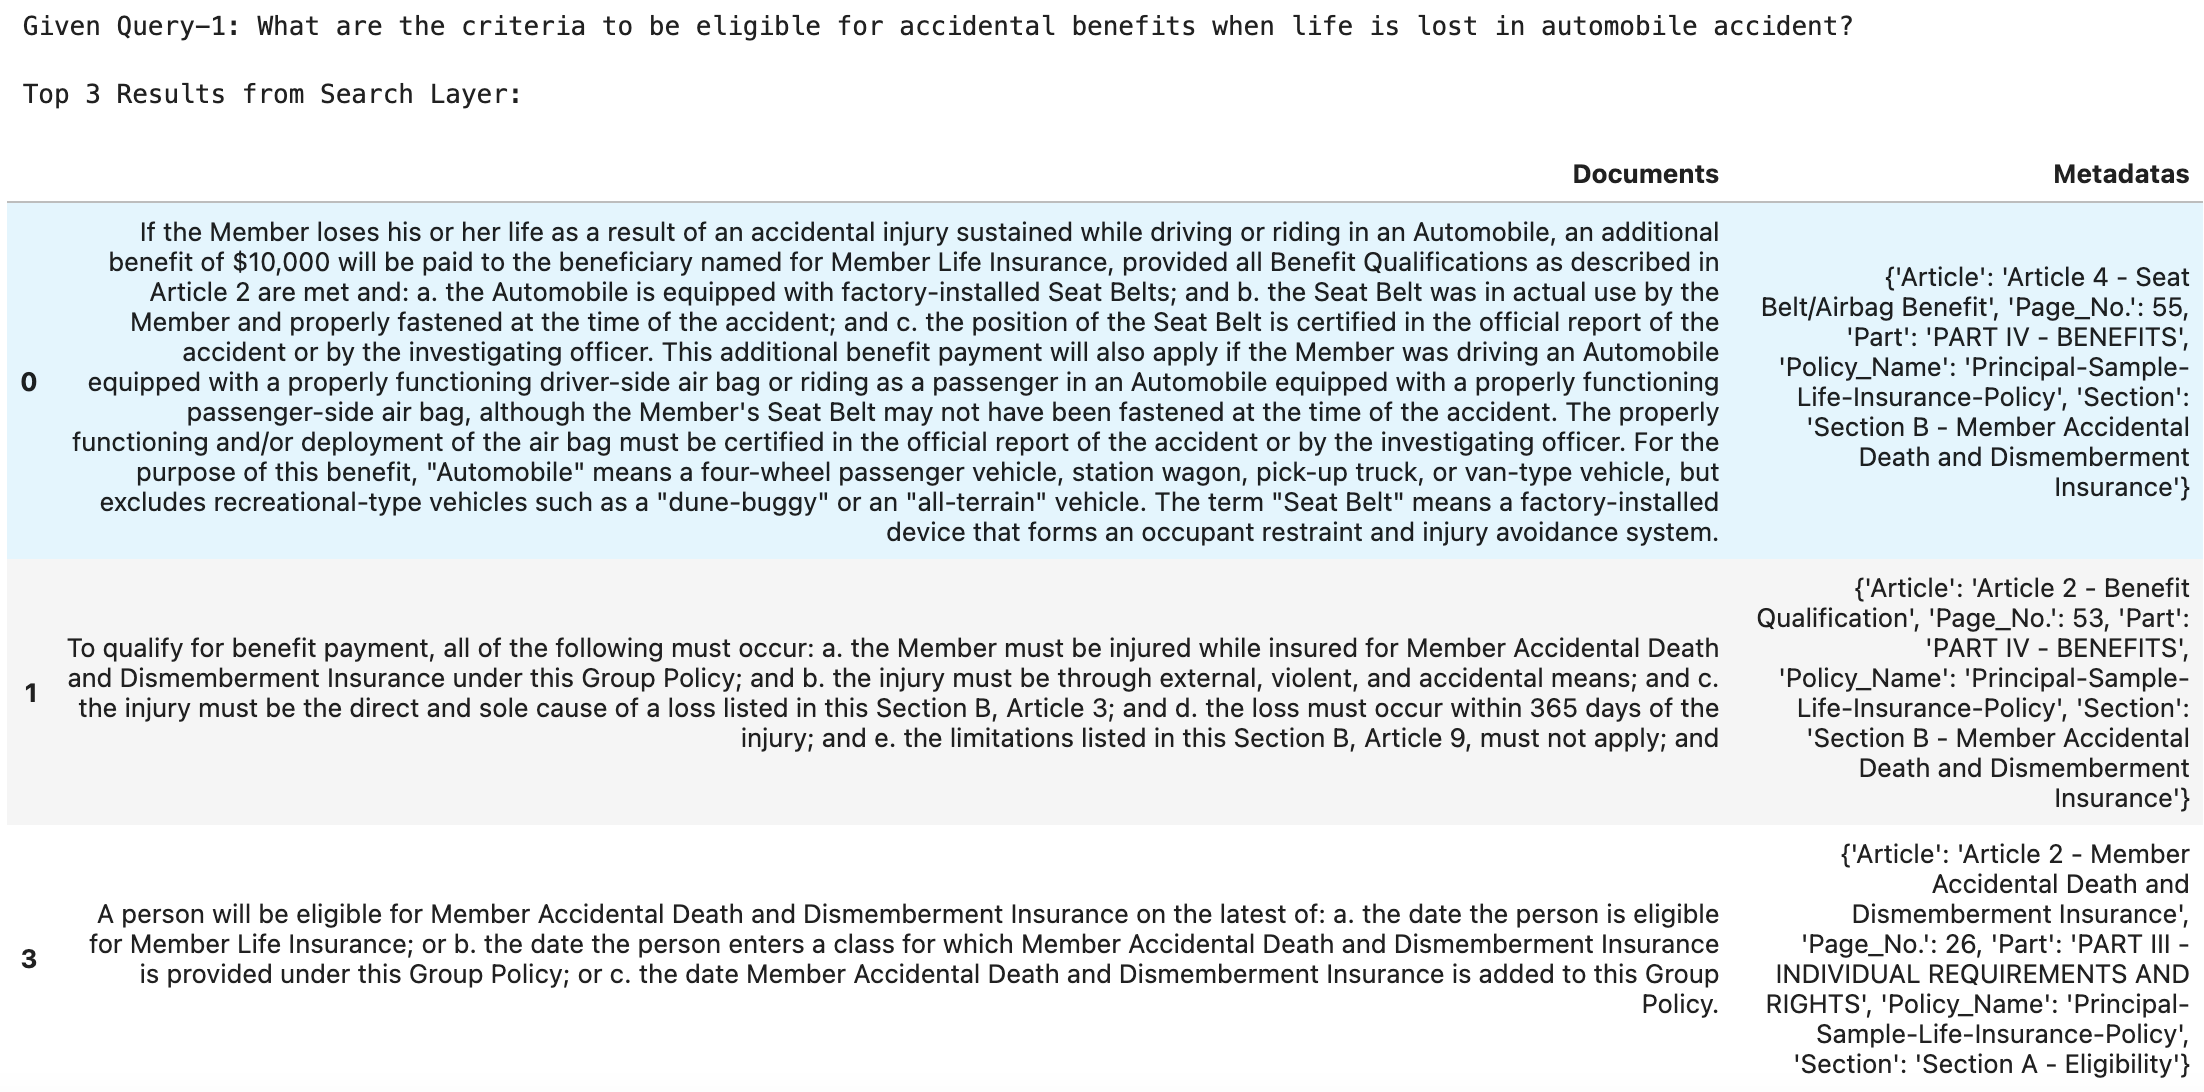 Given Query-1: What are the criteria to be eligible for accidental benefits when life is lost in automobile accident?
Top 3 Results from Search Layer:
Documents
Metadatas
0
If the Member loses his or her life as a result of an accidental injury sustained while driving or riding in an Automobile, an additional
benefit of $10,000 will be paid to the beneficiary named for Member Life Insurance, provided all Benefit Qualifications as described in
Article 2 are met and: a. the Automobile is equipped with factory-installed Seat Belts; and b. the Seat Belt was in actual use by the
Member and properly fastened at the time of the accident; and c. the position of the Seat Belt is certified in the official report of the
accident or by the investigating officer. This additional benefit payment will also apply if the Member was driving an Automobile
equipped with a properly functioning driver-side air bag or riding as a passenger in an Automobile equipped with a properly functioning
passenger-side air bag, although the Member's Seat Belt may not have been fastened at the time of the accident. The properly
functioning and/or deployment of the air bag must be certified in the official report of the accident or by the investigating officer. For the
purpose of this benefit, "Automobile" means a four-wheel passenger vehicle, station wagon, pick-up truck, or van-type vehicle, but
excludes recreational-type vehicles such as a "dune-buggy" or an "all-terrain" vehicle. The term "Seat Belt" means a factory-installed
device that forms an occupant restraint and injury avoidance system.
{'Article': 'Article 4 - Seat
Belt/Airbag Benefit', 'Page_No.': 55,
'Part': 'PART IV - BENEFITS',
'Policy_Name': 'Principal-Sample-
Life-Insurance-Policy', 'Section':
'Section B - Member Accidental
Death and Dismemberment
Insurance'}
1
To qualify for benefit payment, all of the following must occur: a. the Member must be injured while insured for Member Accidental Death
and Dismemberment Insurance under this Group Policy; and b. the injury must be through external, violent, and accidental means; and c.
the injury must be the direct and sole cause of a loss listed in this Section B, Article 3; and d. the loss must occur within 365 days of the
injury; and e. the limitations listed in this Section B, Article 9, must not apply; and
{'Article': 'Article 2 - Benefit
Qualification', 'Page_No.': 53, 'Part':
'PART IV - BENEFITS',
'Policy_Name': 'Principal-Sample-
Life-Insurance-Policy', 'Section':
'Section B - Member Accidental
Death and Dismemberment
Insurance'}
3
A person will be eligible for Member Accidental Death and Dismemberment Insurance on the latest of: a. the date the person is eligible
for Member Life Insurance; or b. the date the person enters a class for which Member Accidental Death and Dismemberment Insurance
is provided under this Group Policy; or c. the date Member Accidental Death and Dismemberment Insurance is added to this Group
Policy.
{'Article': 'Article 2 - Member
Accidental Death and
Dismemberment Insurance',
'Page_No.': 26, 'Part': 'PART III -
INDIVIDUAL REQUIREMENTS AND
RIGHTS', 'Policy_Name': 'Principal-
Sample-Life-Insurance-Policy',
'Section': 'Section A - Eligibility'}